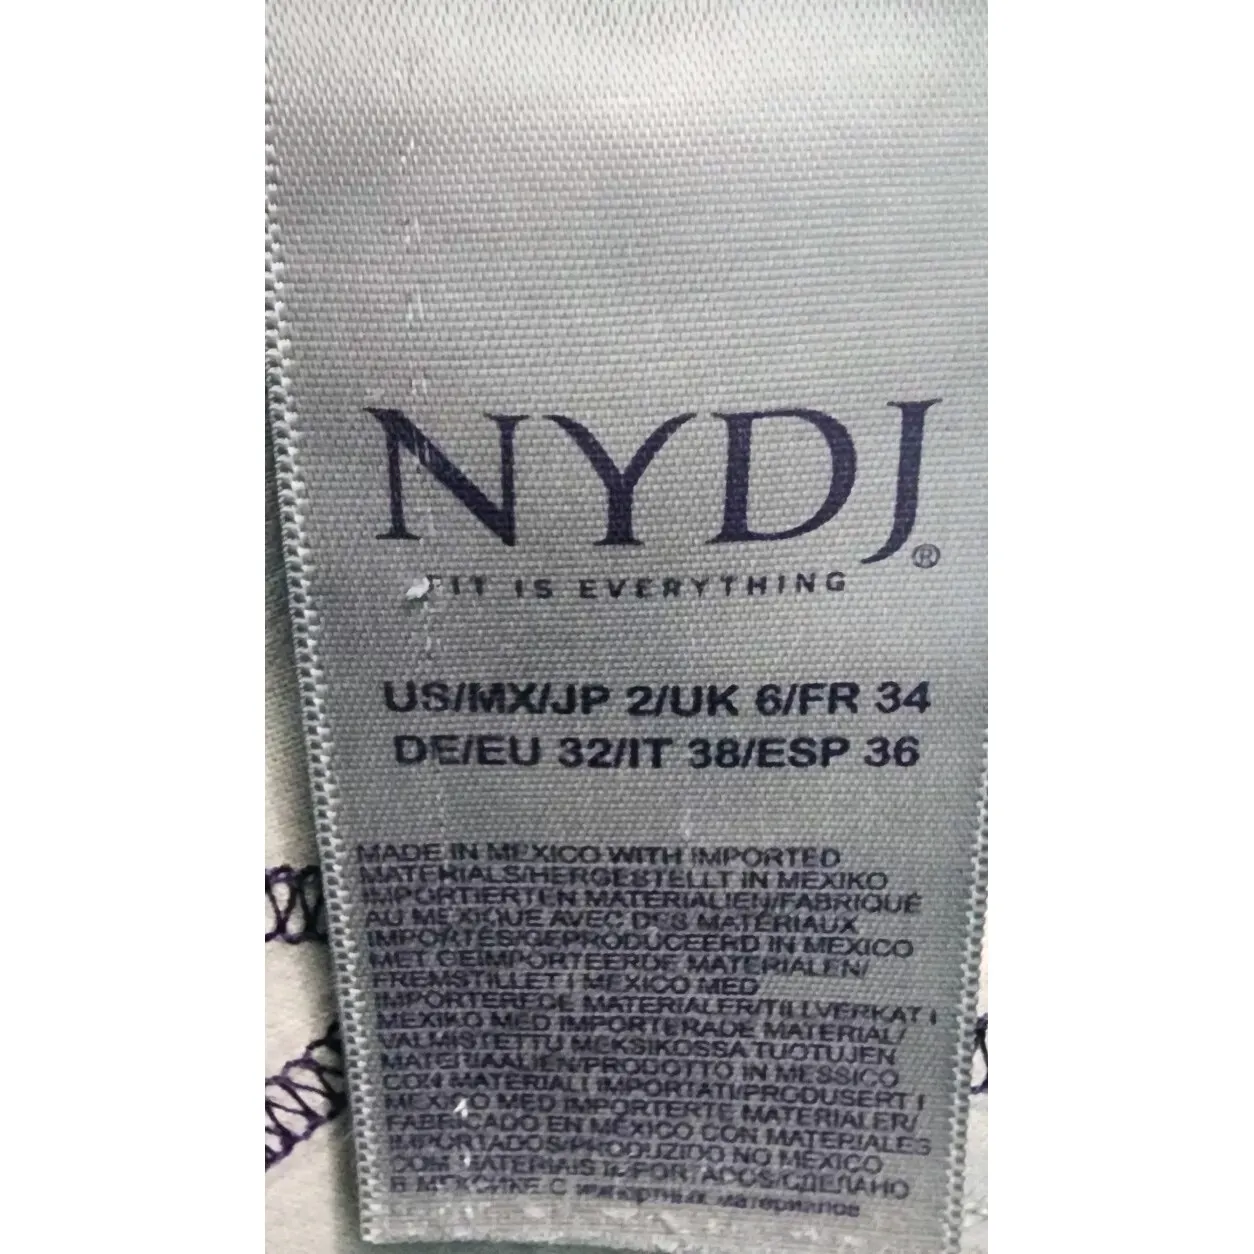 NYDJ®
FIT IS EVERYTHING
US/MX/JP 2/UK 6/FR 34
DE/EU 32/IT 38/ESP 36
MADE IN MEXICO WITH IMPORTED
MATERIALS/HERGESTELLT IN MEXIKO
IMPORTIERTEN MATERIALIEN/FABRIQUÉ
AU MEXIQUE AVEC DES MATÉRIAUX
IMPORTÉS/GEPRODUCEERD IN MEXICO
MET GEÏMPORTEERDE MATERIALEN/
FREMSTILLET I MEXICO MED
IMPORTEREDE MATERIALER/TILLVERKAT I
MEXIKO MED IMPORTERADE MATERIAL/
VALMISTETTU MEKSIKOSSA TUOTUJEN
MATERIAALIEN/PRODOTTO IN MESSICO
CON MATERIALI IMPORTATI/PRODUSERT I
MEXICO MED IMPORTERTE MATERIALER/
FABRICADO EN MÉXICO CON MATERIALES
IMPORTADOS/PRODUZIDO NO MÉXICO
COM MATERIAIS IMPORTADOS/СДЕЛАНО
В МЕКСИКЕ С импортных материалов